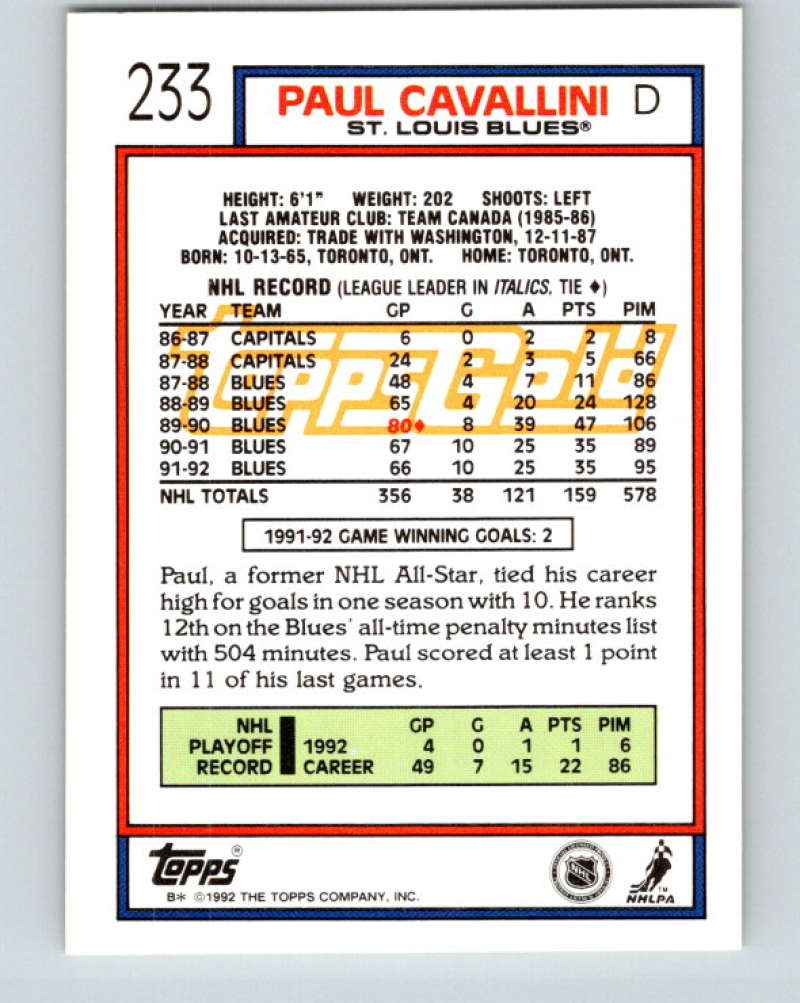 233
PAUL CAVALLINI D
ST. LOUIS BLUES®
HEIGHT: 6'1" WEIGHT: 202 SHOOTS: LEFT
LAST AMATEUR CLUB: TEAM CANADA (1985-86)
ACQUIRED: TRADE WITH WASHINGTON, 12-11-87
BORN: 10-13-65, TORONTO, ONT. HOME: TORONTO, ONT.
NHL RECORD (LEAGUE LEADER IN ITALICS, TIE ♦)
YEAR TEAM GP G A PTS PIM
86-87 CAPITALS 6 0 2 2 8
87-88 CAPITALS 24 2 3 5 66
87-88 BLUES 48 4 7 11 86
88-89 BLUES 65 4 20 24 128
89-90 BLUES 80♦ 8 39 47 106
90-91 BLUES 67 10 25 35 89
91-92 BLUES 66 10 25 35 95
NHL TOTALS 356 38 121 159 578
ToppsGold
1991-92 GAME WINNING GOALS: 2
Paul, a former NHL All-Star, tied his career
high for goals in one season with 10. He ranks
12th on the Blues' all-time penalty minutes list
with 504 minutes. Paul scored at least 1 point
in 11 of his last games.
NHL GP G A PTS PIM
PLAYOFF 1992 4 0 1 1 6
RECORD CAREER 49 7 15 22 86
TOPPS®
B* ©1992 THE TOPPS COMPANY, INC.
NHL
TM
NHLPA